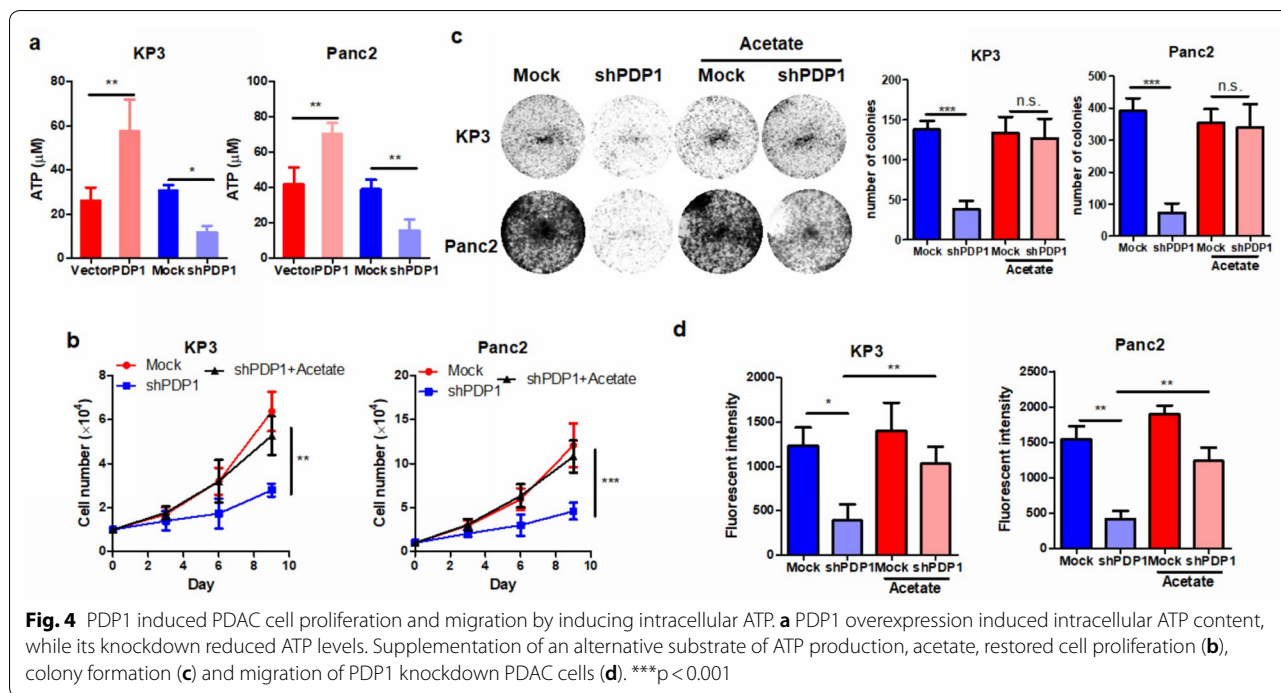 a
KP3
ATP (μM)
80
60
40
20
0
**
*
VectorPDP1 Mock shPDP1
Panc2
ATP (μM)
100
80
60
40
20
0
**
**
VectorPDP1 Mock shPDP1
c
Acetate
Mock shPDP1 Mock shPDP1
KP3
Panc2
KP3
number of colonies
200
150
100
50
0
***
n.s.
Mock shPDP1 Mock shPDP1
Acetate
Panc2
number of colonies
500
400
300
200
100
0
***
n.s.
Mock shPDP1 Mock shPDP1
Acetate
b
KP3
Mock
shPDP1
shPDP1+Acetate
Cell number (×10⁴)
8
6
4
2
0
**
0 2 4 6 8 10
Day
Panc2
Mock
shPDP1
shPDP1+Acetate
Cell number (×10⁴)
20
15
10
5
0
***
0 2 4 6 8 10
Day
d
KP3
Fluorescent intensity
2000
1500
1000
500
0
*
**
Mock shPDP1 Mock shPDP1
Acetate
Panc2
Fluorescent intensity
2500
2000
1500
1000
500
0
**
**
Mock shPDP1 Mock shPDP1
Acetate
Fig. 4 PDP1 induced PDAC cell proliferation and migration by inducing intracellular ATP. a PDP1 overexpression induced intracellular ATP content,
while its knockdown reduced ATP levels. Supplementation of an alternative substrate of ATP production, acetate, restored cell proliferation (b),
colony formation (c) and migration of PDP1 knockdown PDAC cells (d). ***p < 0.001